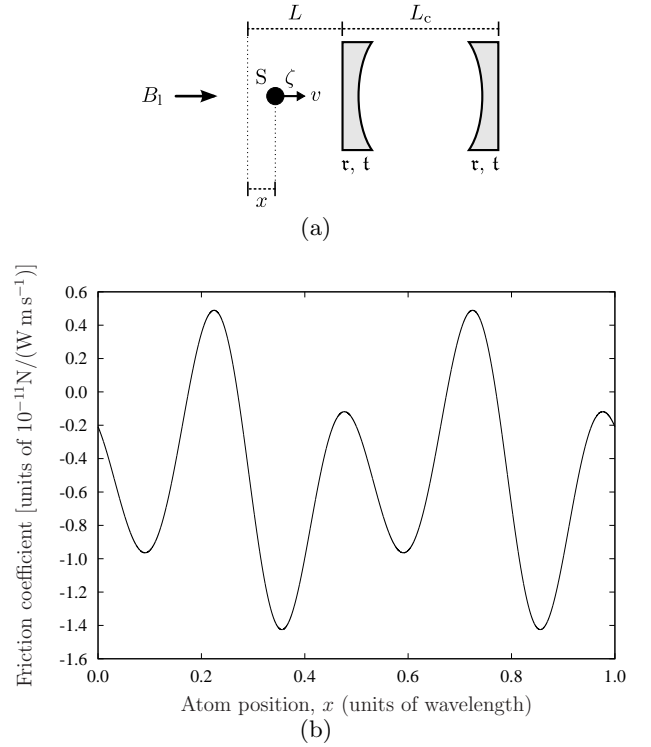 L L_c
S ζ
B_l v
𝔯, 𝔱 𝔯, 𝔱
x
(a)
Friction coefficient [units of 10⁻¹¹N/(W m s⁻¹)]
0.6
0.4
0.2
0.0
-0.2
-0.4
-0.6
-0.8
-1.0
-1.2
-1.4
-1.6
0.0 0.2 0.4 0.6 0.8 1.0
Atom position, x (units of wavelength)
(b)